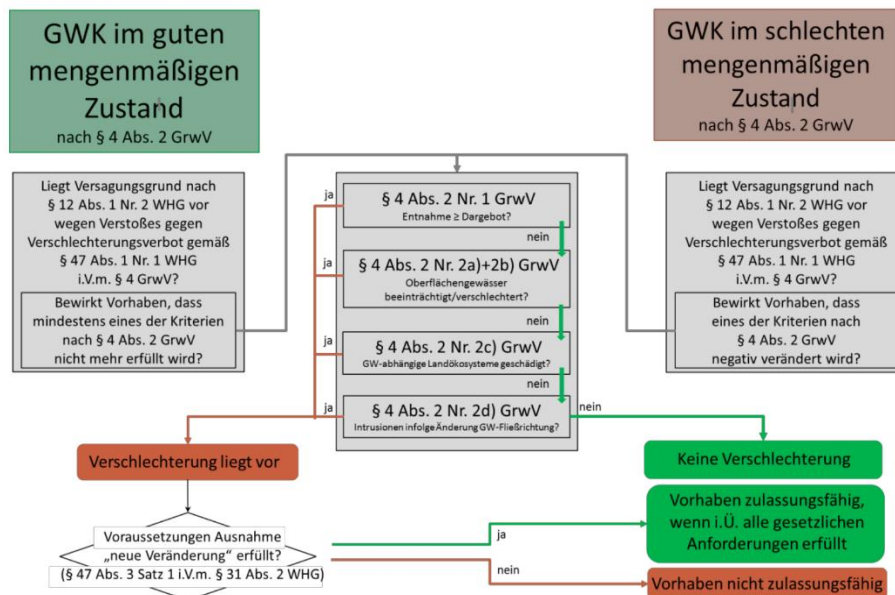 GWK im guten
mengenmäßigen
Zustand
nach § 4 Abs. 2 GrwV
GWK im schlechten
mengenmäßigen
Zustand
nach § 4 Abs. 2 GrwV
Liegt Versagungsgrund nach
§ 12 Abs. 1 Nr. 2 WHG vor
wegen Verstoßes gegen
Verschlechterungsverbot gemäß
§ 47 Abs. 1 Nr. 1 WHG
i.V.m. § 4 GrwV?
Bewirkt Vorhaben, dass
mindestens eines der Kriterien
nach § 4 Abs. 2 GrwV
nicht mehr erfüllt wird?
ja
§ 4 Abs. 2 Nr. 1 GrwV
Entnahme ≥ Dargebot?
nein
ja
§ 4 Abs. 2 Nr. 2a)+2b) GrwV
Oberflächengewässer
beeinträchtigt/verschlechtert?
nein
ja
§ 4 Abs. 2 Nr. 2c) GrwV
GW-abhängige Landökosysteme geschädigt?
nein
ja
§ 4 Abs. 2 Nr. 2d) GrwV
Intrusionen infolge Änderung GW-Fließrichtung?
nein
Liegt Versagungsgrund nach
§ 12 Abs. 1 Nr. 2 WHG vor
wegen Verstoßes gegen
Verschlechterungsverbot gemäß
§ 47 Abs. 1 Nr. 1 WHG
i.V.m. § 4 GrwV?
Bewirkt Vorhaben, dass
eines der Kriterien nach
§ 4 Abs. 2 GrwV
negativ verändert wird?
Verschlechterung liegt vor
Keine Verschlechterung
Voraussetzungen Ausnahme
„neue Veränderung“ erfüllt?
(§ 47 Abs. 3 Satz 1 i.V.m. § 31 Abs. 2 WHG)
ja
Vorhaben zulassungsfähig,
wenn i.Ü. alle gesetzlichen
Anforderungen erfüllt
nein
Vorhaben nicht zulassungsfähig